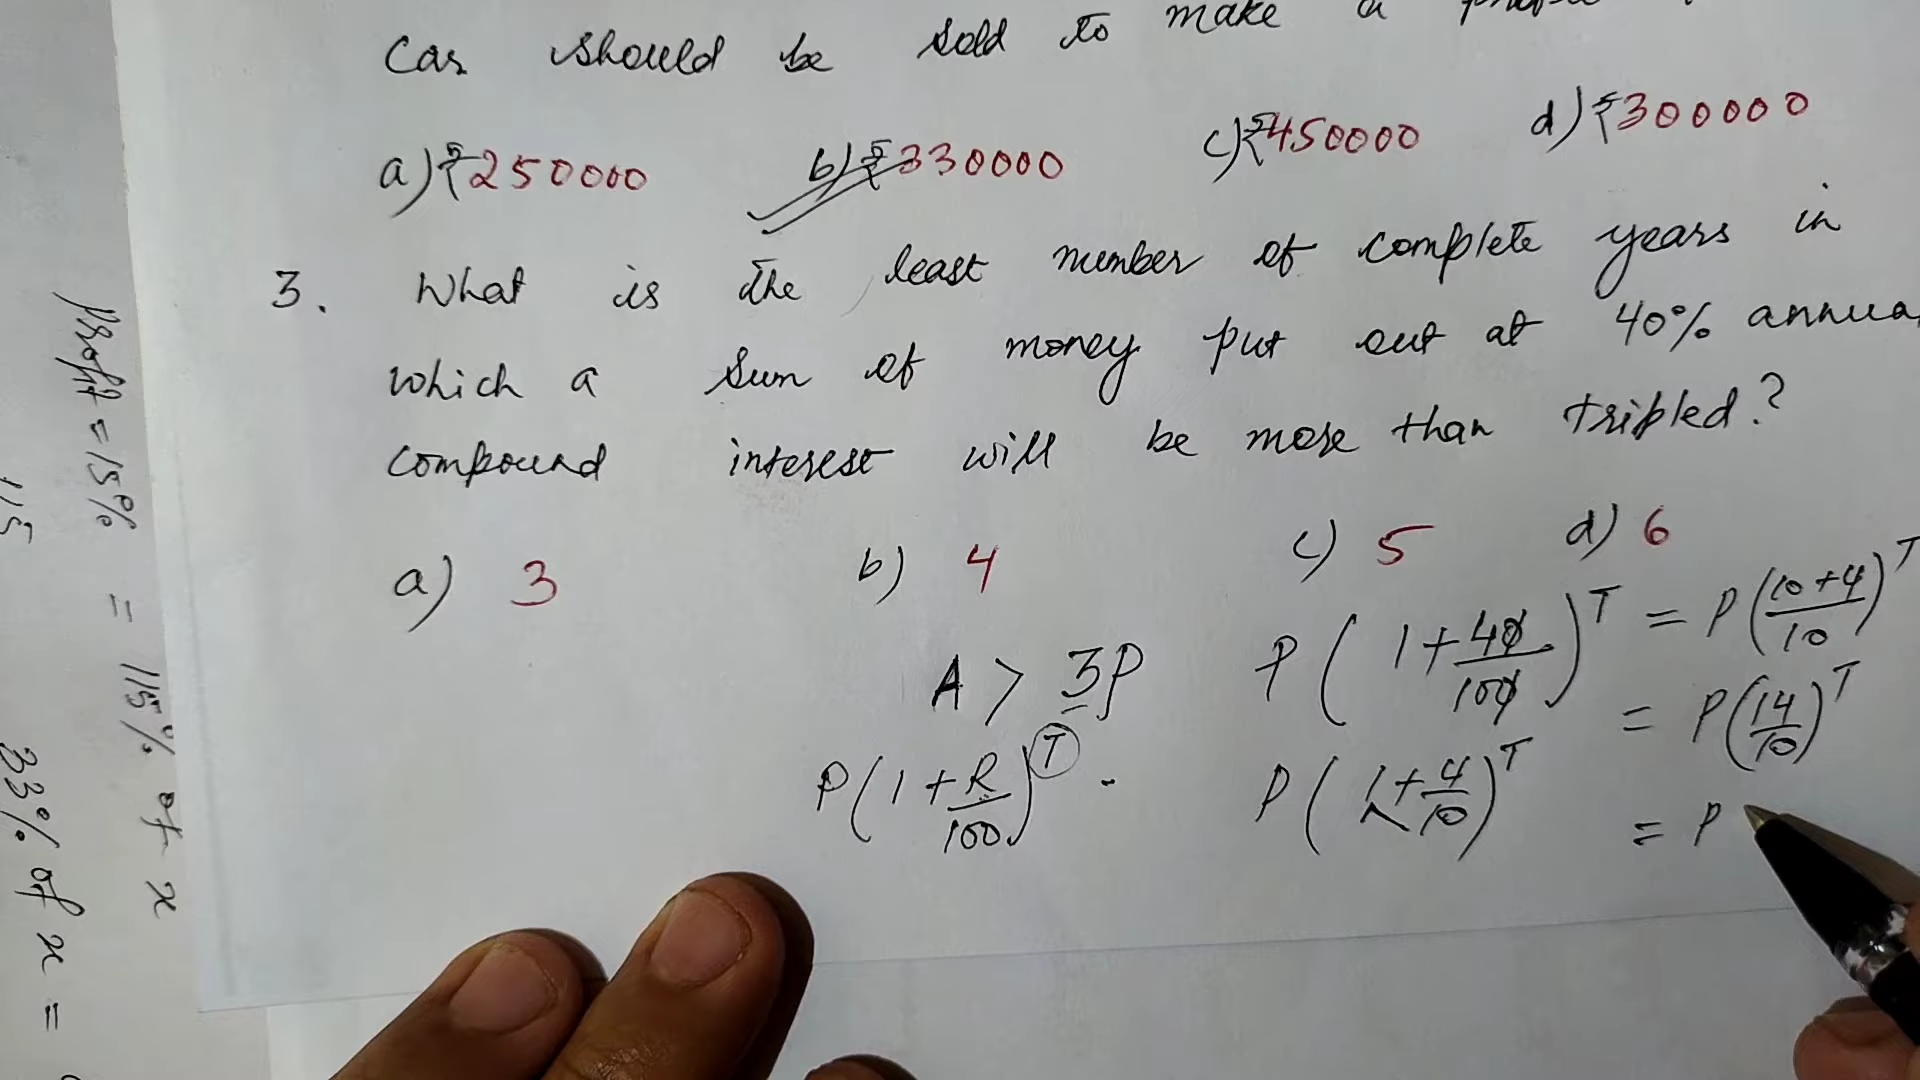 Car should be sold to make a
a) ₹250000 b) ₹330000 c) ₹450000 d) ₹300000
3. What is the least number of complete years in
which a sum of money put out at 40% annual
compound interest will be more than tripled?
a) 3 b) 4 c) 5 d) 6
A > 3P
P(1+R/100)^T
P(1+40/100)^T = P(10+4/10)^T
= P(14/10)^T
P(1+4/10)^T
= P
Profit = 15% = 115% of x
115
33% of x =